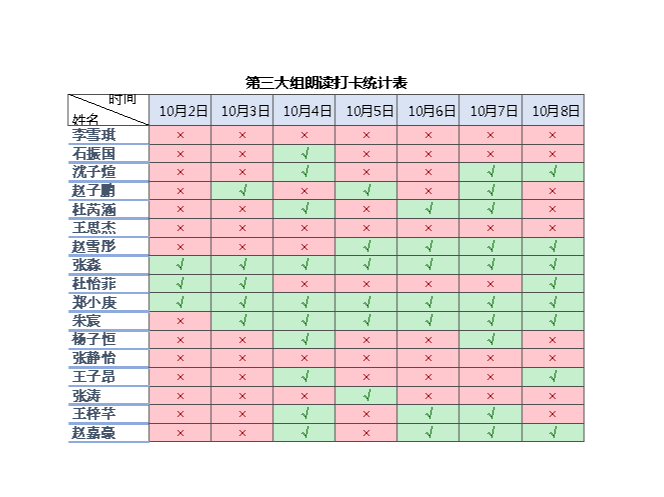 第三大组朗读打卡统计表
时间
姓名 10月2日 10月3日 10月4日 10月5日 10月6日 10月7日 10月8日
李雪琪 × × × × × × ×
石振国 × × √ × × × ×
沈子煊 × × √ × × √ √
赵子鹏 × √ × √ × √ ×
杜芮涵 × × √ × √ √ ×
王思杰 × × × × × × ×
赵雪彤 × × × √ √ √ √
张淼 √ √ √ √ √ √ √
杜怡菲 √ √ × × × × √
郑小庚 √ √ √ √ √ √ √
朱宸 × √ √ √ √ √ √
杨子恒 × × √ × × √ ×
张静怡 × × × × × × ×
王子昂 × × √ × × × √
张涛 × × × √ × × ×
王梓芊 × × √ × √ √ ×
赵嘉豪 × × √ × √ √ √